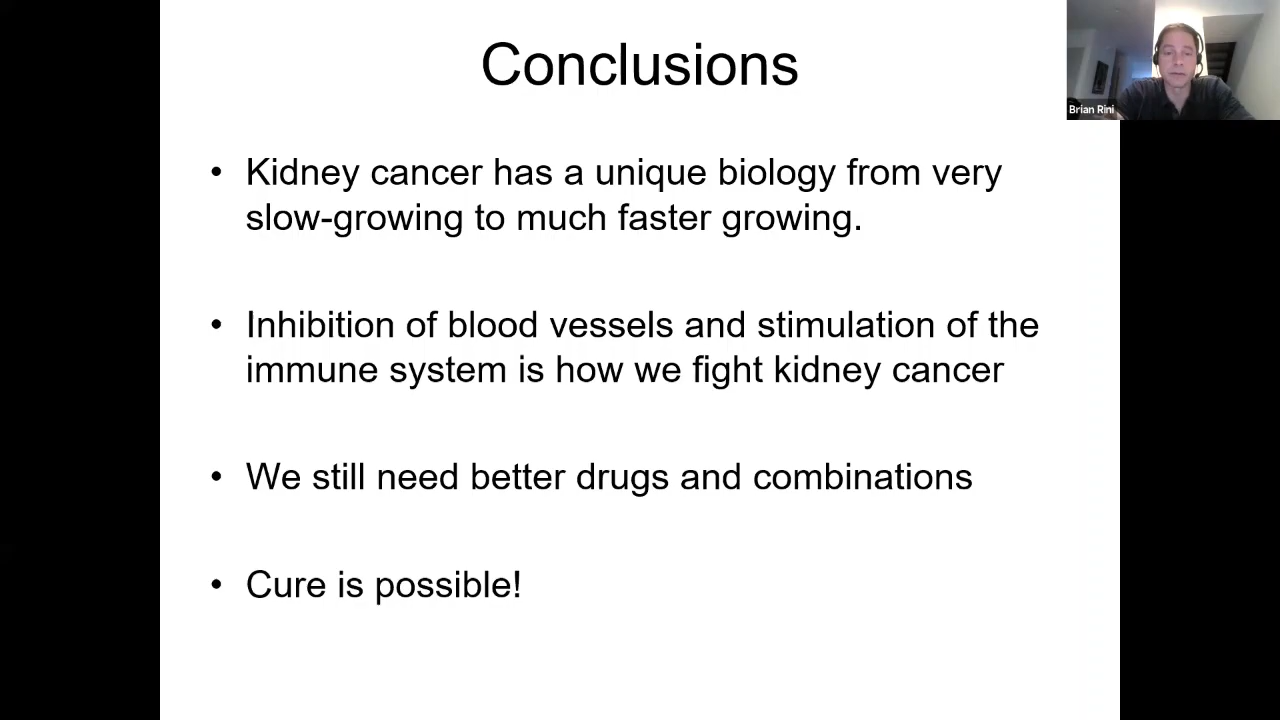 Conclusions
Brian Rini
• Kidney cancer has a unique biology from very
slow-growing to much faster growing.
• Inhibition of blood vessels and stimulation of the
immune system is how we fight kidney cancer
• We still need better drugs and combinations
• Cure is possible!